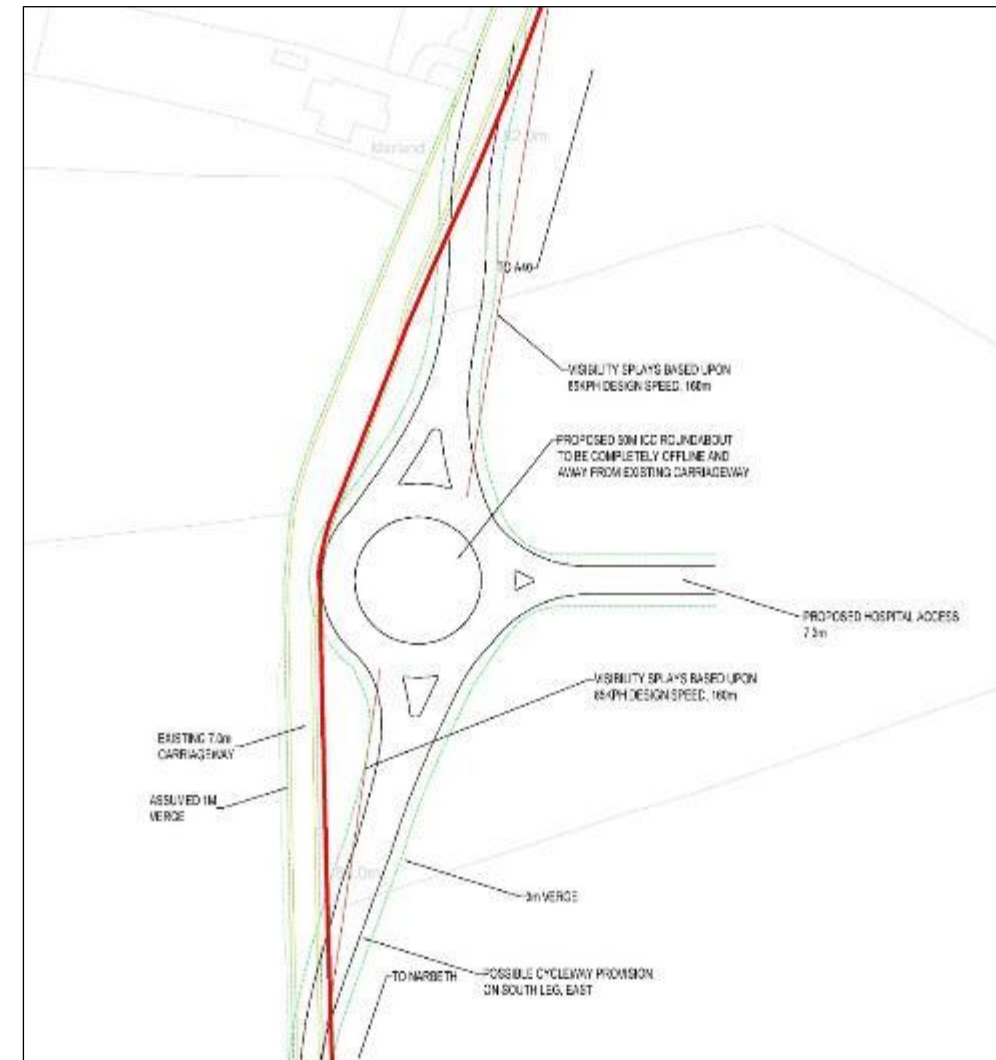 Marland
TO A40
VISIBILITY SPLAYS BASED UPON
85KPH DESIGN SPEED, 160m
PROPOSED 50M ICD ROUNDABOUT
TO BE COMPLETELY OFFLINE AND
AWAY FROM EXISTING CARRIAGEWAY
PROPOSED HOSPITAL ACCESS
7.3m
VISIBILITY SPLAYS BASED UPON
85KPH DESIGN SPEED, 160m
EXISTING 7.0m
CARRIAGEWAY
ASSUMED 1M
VERGE
VERGE
TO NARBETH
POSSIBLE CYCLEWAY PROVISION
ON SOUTH LEG, EAST